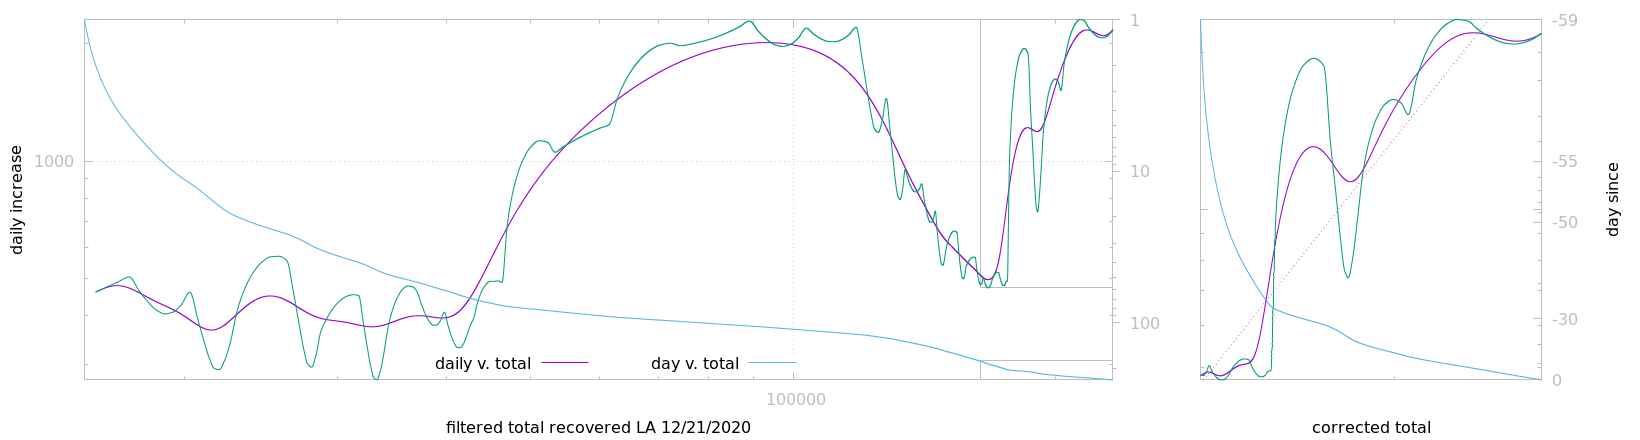 daily increase
1000
daily v. total
day v. total
100000
filtered total recovered LA 12/21/2020
1
10
100
-59
-55
-50
-30
0
day since
corrected total